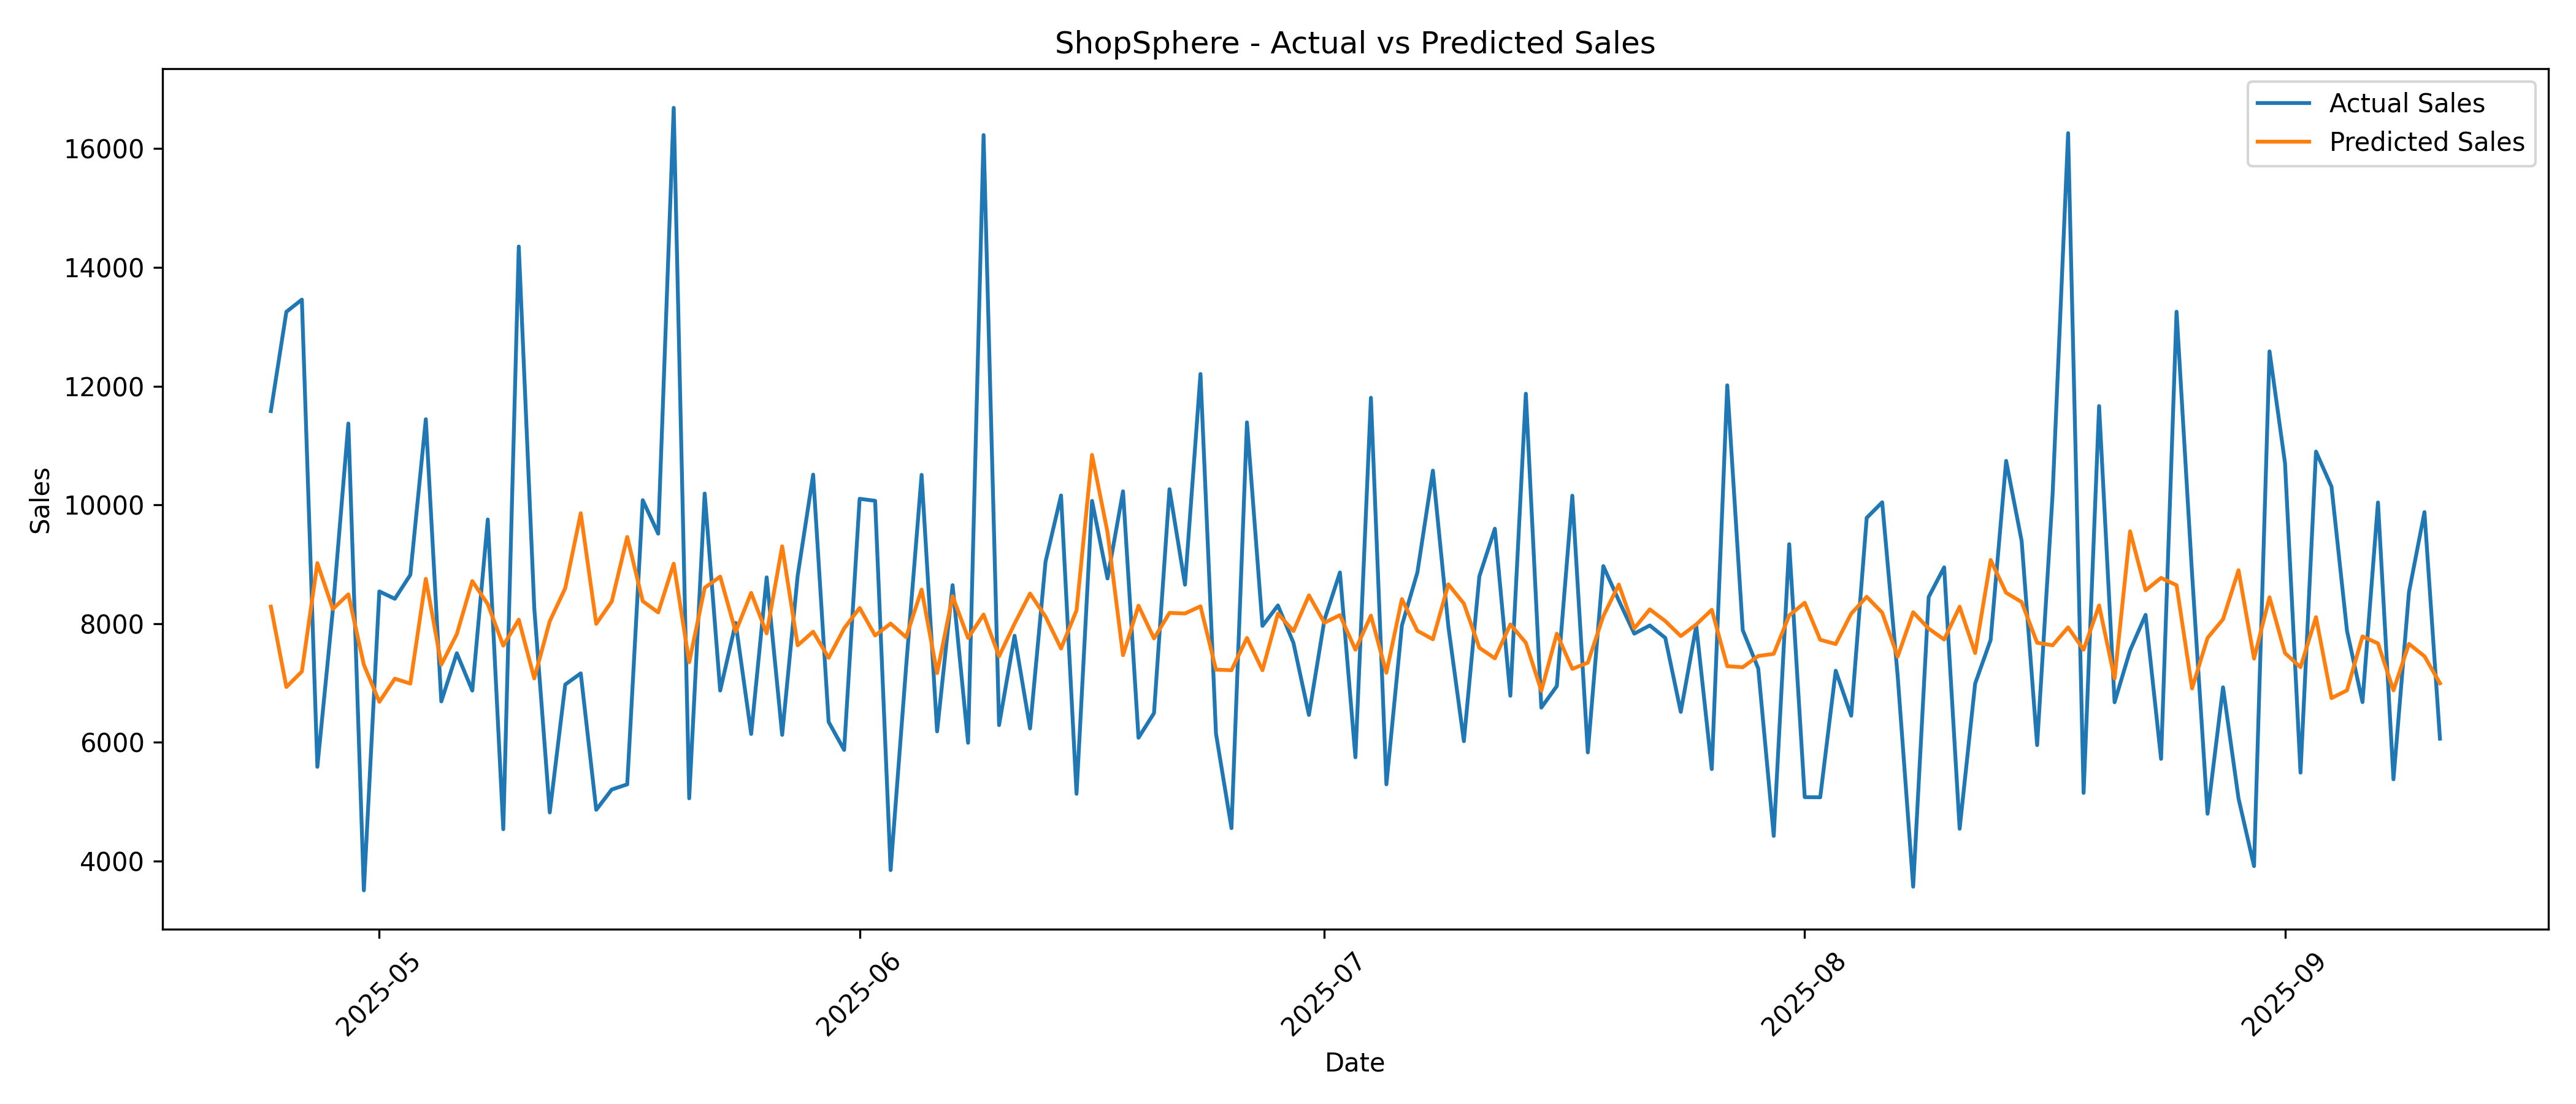 ShopSphere - Actual vs Predicted Sales
Actual Sales
Predicted Sales
16000
14000
12000
10000
8000
6000
4000
Sales
2025-05
2025-06
2025-07
2025-08
2025-09
Date